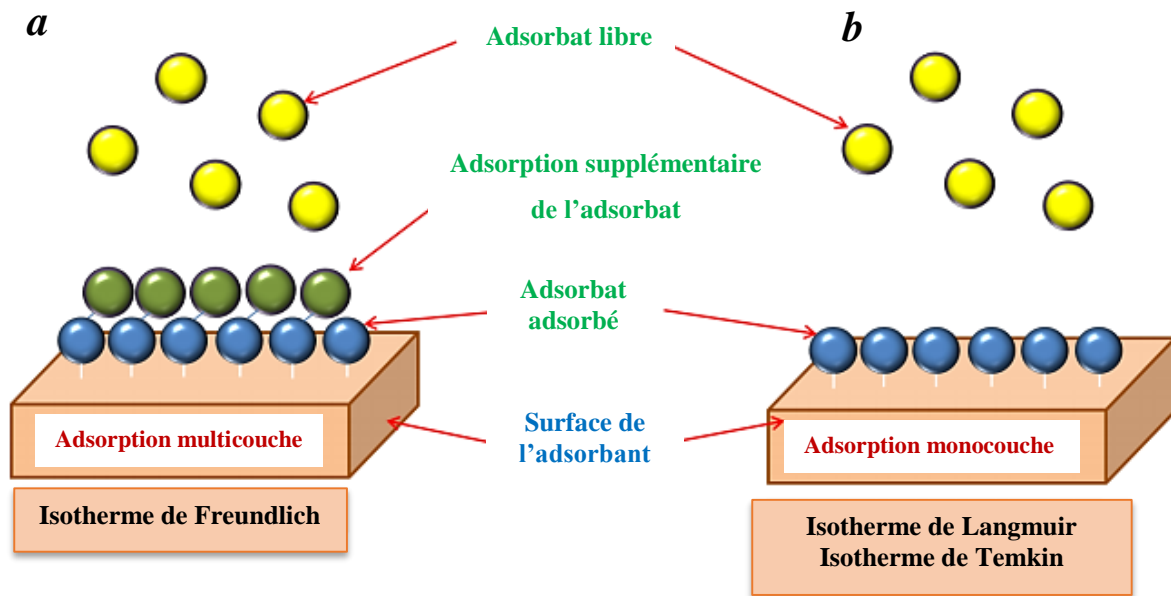 a
b
Adsorbat libre
Adsorption supplémentaire
de l’adsorbat
Adsorbat
adsorbé
Surface de
l’adsorbant
Adsorption multicouche
Adsorption monocouche
Isotherme de Freundlich
Isotherme de Langmuir
Isotherme de Temkin